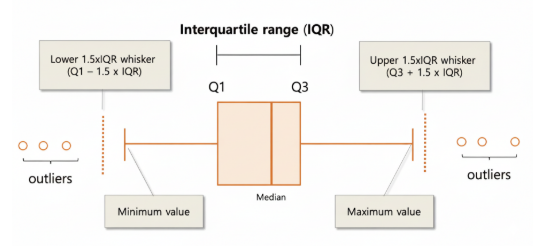 Interquartile range (IQR)
Lower 1.5xIQR whisker
(Q1 – 1.5 x IQR)
Upper 1.5xIQR whisker
(Q3 + 1.5 x IQR)
Q1
Q3
outliers
outliers
Median
Minimum value
Maximum value